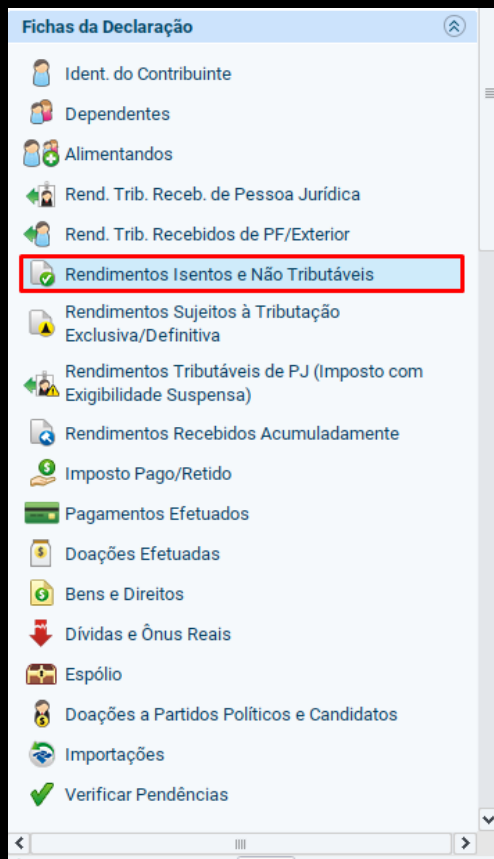 Fichas da Declaração
Ident. do Contribuinte
Dependentes
Alimentandos
Rend. Trib. Receb. de Pessoa Jurídica
Rend. Trib. Recebidos de PF/Exterior
Rendimentos Isentos e Não Tributáveis
Rendimentos Sujeitos à Tributação
Exclusiva/Definitiva
Rendimentos Tributáveis de PJ (Imposto com
Exigibilidade Suspensa)
Rendimentos Recebidos Acumuladamente
Imposto Pago/Retido
Pagamentos Efetuados
Doações Efetuadas
Bens e Direitos
Dívidas e Ônus Reais
Espólio
Doações a Partidos Políticos e Candidatos
Importações
Verificar Pendências